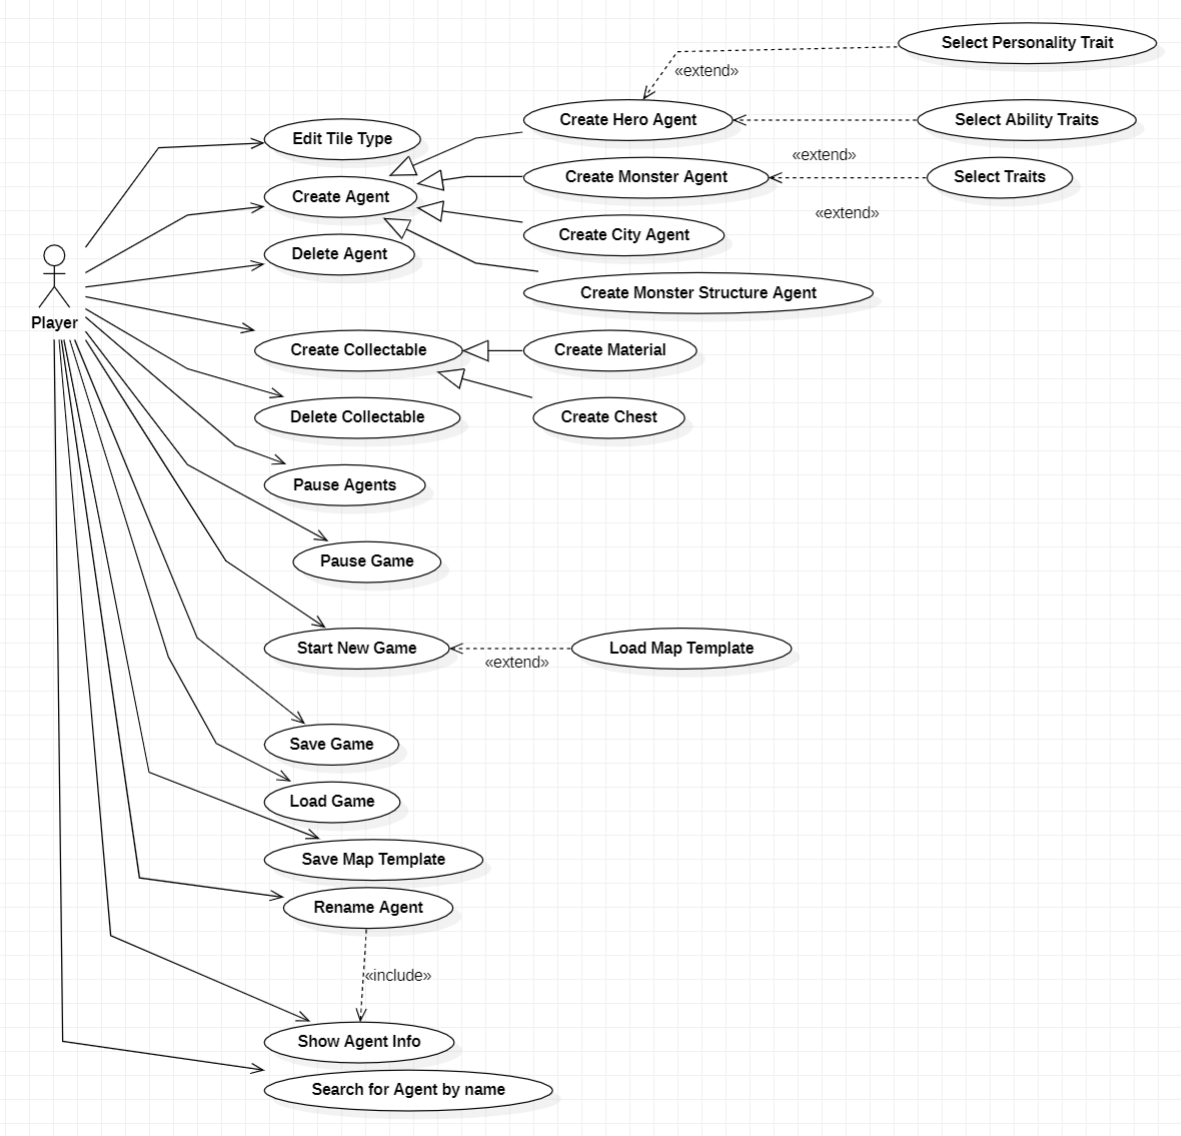 Select Personality Trait
«extend»
Create Hero Agent
Select Ability Traits
Edit Tile Type
«extend»
Create Monster Agent
Select Traits
Create Agent
«extend»
Create City Agent
Delete Agent
Create Monster Structure Agent
Player
Create Collectable
Create Material
Delete Collectable
Create Chest
Pause Agents
Pause Game
Start New Game
«extend»
Load Map Template
Save Game
Load Game
Save Map Template
Rename Agent
«include»
Show Agent Info
Search for Agent by name